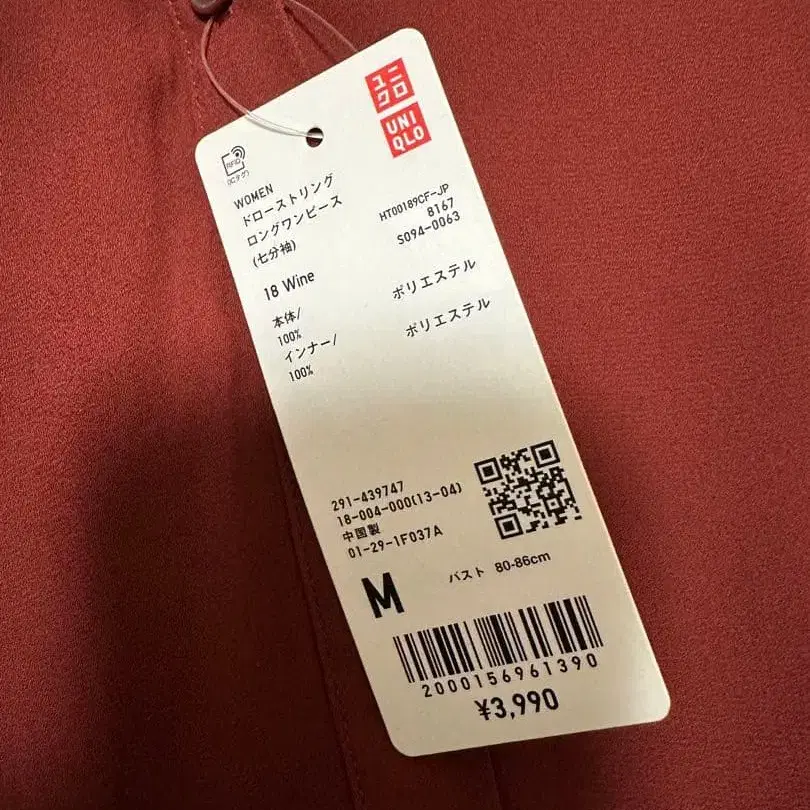 ユニ
クロ
UNI
QLO
RFID
(ICタグ)
WOMEN
ドローストリング
ロングワンピース
(七分袖)
HT00189CF-JP
8167
S094-0063
18 Wine
本体/
100%
ポリエステル
インナー/
100%
ポリエステル
291-439747
18-004-000(13-04)
中国製
01-29-1F037A
M
バスト 80-86cm
2000156961390
¥3,990